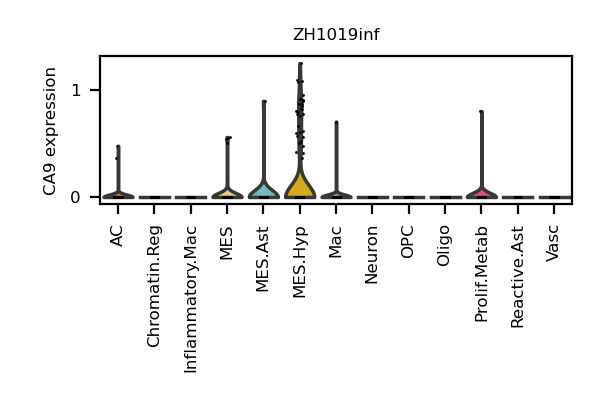 ZH1019inf
CA9 expression
1
0
AC
Chromatin.Reg
Inflammatory.Mac
MES
MES.Ast
MES.Hyp
Mac
Neuron
OPC
Oligo
Prolif.Metab
Reactive.Ast
Vasc